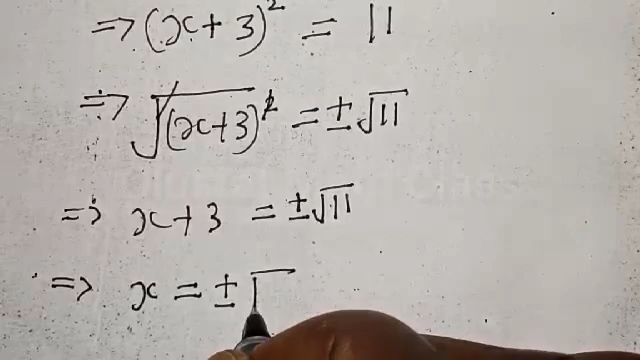 ⇒ (x + 3)² = 11
⇒ √(x+3)² = ± √11
⇒ x + 3 = ±√11
⇒ x = ± √